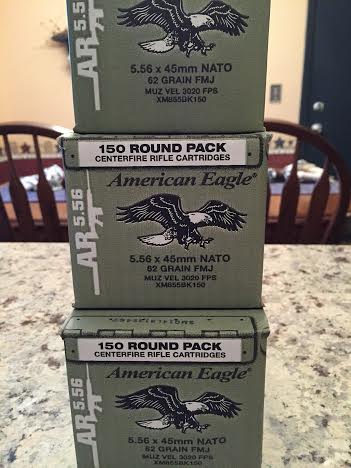 AR 5.5
5.56 x 45mm NATO
62 GRAIN FMJ
MUZ VEL 3020 FPS
XM855BK150
150 ROUND PACK
CENTERFIRE RIFLE CARTRIDGES
American Eagle®
AR 5.56
5.56 x 45mm NATO
62 GRAIN FMJ
MUZ VEL 3020 FPS
XM855BK150
150 ROUND PACK
CENTERFIRE RIFLE CARTRIDGES
American Eagle®
AR 5.56
5.56 x 45mm NATO
62 GRAIN FMJ
MUZ VEL 3020 FPS
XM855BK150